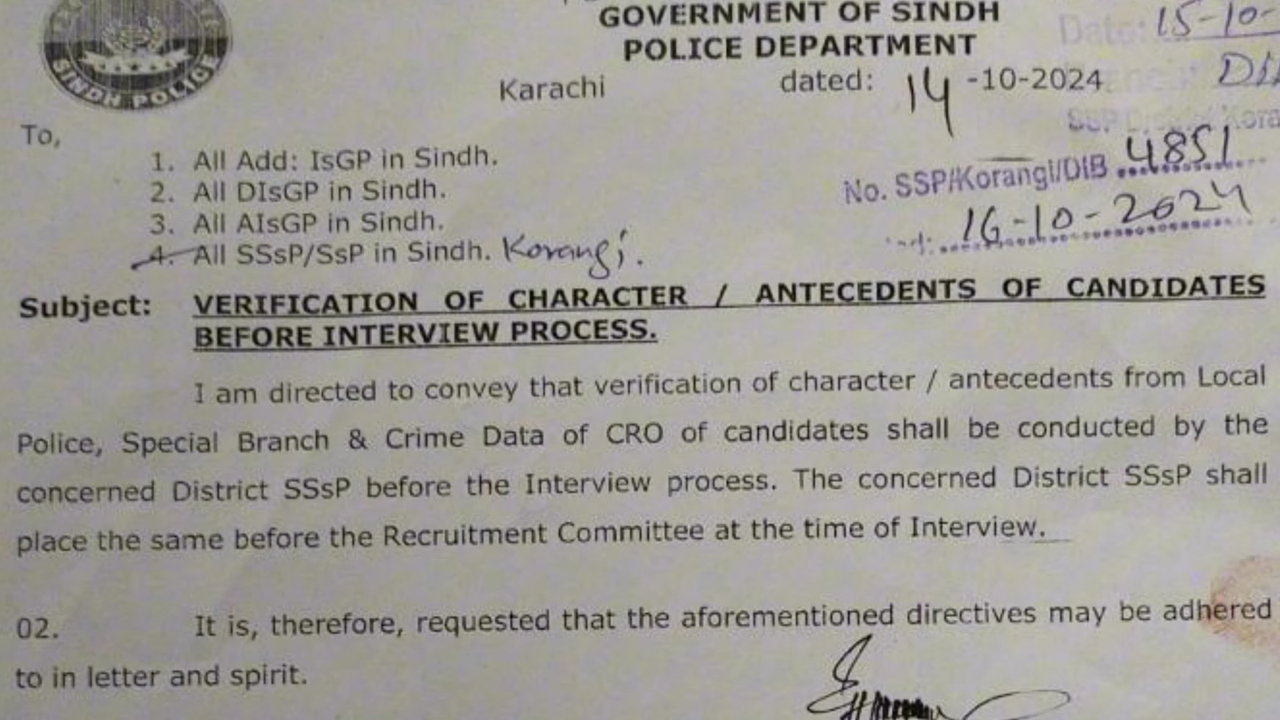 GOVERNMENT OF SINDH
POLICE DEPARTMENT
Karachi dated: 14 -10-2024
SINDH POLICE
Date: 15-10-
SSP District Kora
No. SSP/Korangi/DIB 4851
16-10-2024
To,
1. All Add: IsGP in Sindh.
2. All DIsGP in Sindh.
3. All AIsGP in Sindh.
4. All SSsP/SsP in Sindh. Korangi.
Subject: VERIFICATION OF CHARACTER / ANTECEDENTS OF CANDIDATES
BEFORE INTERVIEW PROCESS.
I am directed to convey that verification of character / antecedents from Local
Police, Special Branch & Crime Data of CRO of candidates shall be conducted by the
concerned District SSsP before the Interview process. The concerned District SSsP shall
place the same before the Recruitment Committee at the time of Interview.
02. It is, therefore, requested that the aforementioned directives may be adhered
to in letter and spirit.